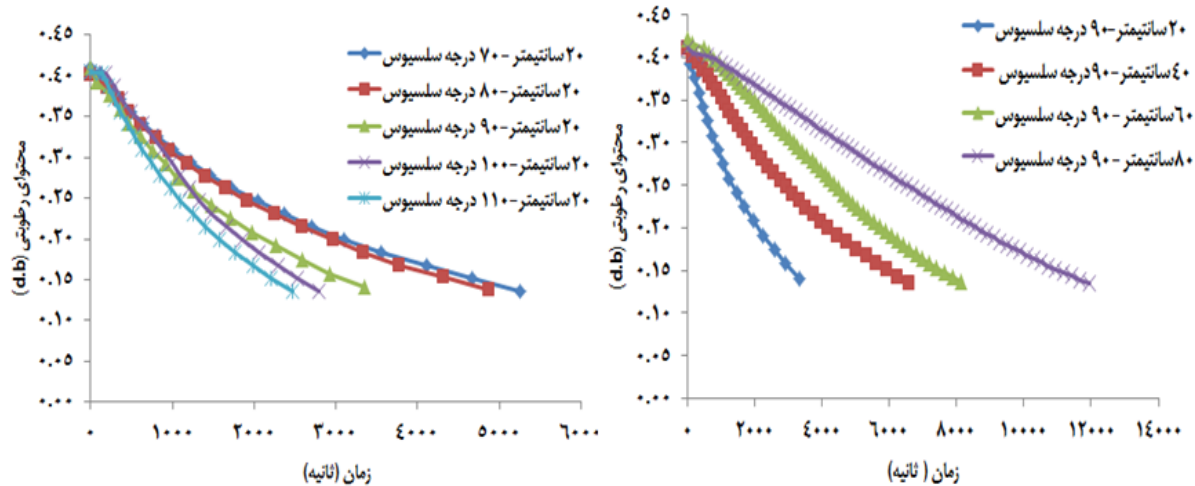 ۰.۴۵
۰.۴۰
۰.۳۵
۰.۳۰
۰.۲۵
۰.۲۰
۰.۱۵
۰.۱۰
۰.۰۵
۰.۰۰
محتوای رطوبتی (d.b)
۲۰سانتیمتر-۷۰ درجه سلسیوس
۲۰سانتیمتر-۸۰ درجه سلسیوس
۲۰سانتیمتر-۹۰ درجه سلسیوس
۲۰سانتیمتر-۱۰۰ درجه سلسیوس
۲۰سانتیمتر-۱۱۰ درجه سلسیوس
۰ ۱۰۰۰ ۲۰۰۰ ۳۰۰۰ ۴۰۰۰ ۵۰۰۰ ۶۰۰۰
زمان (ثانیه)
۰.۴۵
۰.۴۰
۰.۳۵
۰.۳۰
۰.۲۵
۰.۲۰
۰.۱۵
۰.۱۰
۰.۰۵
۰.۰۰
محتوای رطوبتی (d.b)
۲۰سانتیمتر-۹۰ درجه سلسیوس
۴۰سانتیمتر-۹۰درجه سلسیوس
۶۰سانتیمتر-۹۰ درجه سلسیوس
۸۰سانتیمتر-۹۰ درجه سلسیوس
۰ ۲۰۰۰ ۴۰۰۰ ۶۰۰۰ ۸۰۰۰ ۱۰۰۰۰ ۱۲۰۰۰ ۱۴۰۰۰
زمان ( ثانیه)